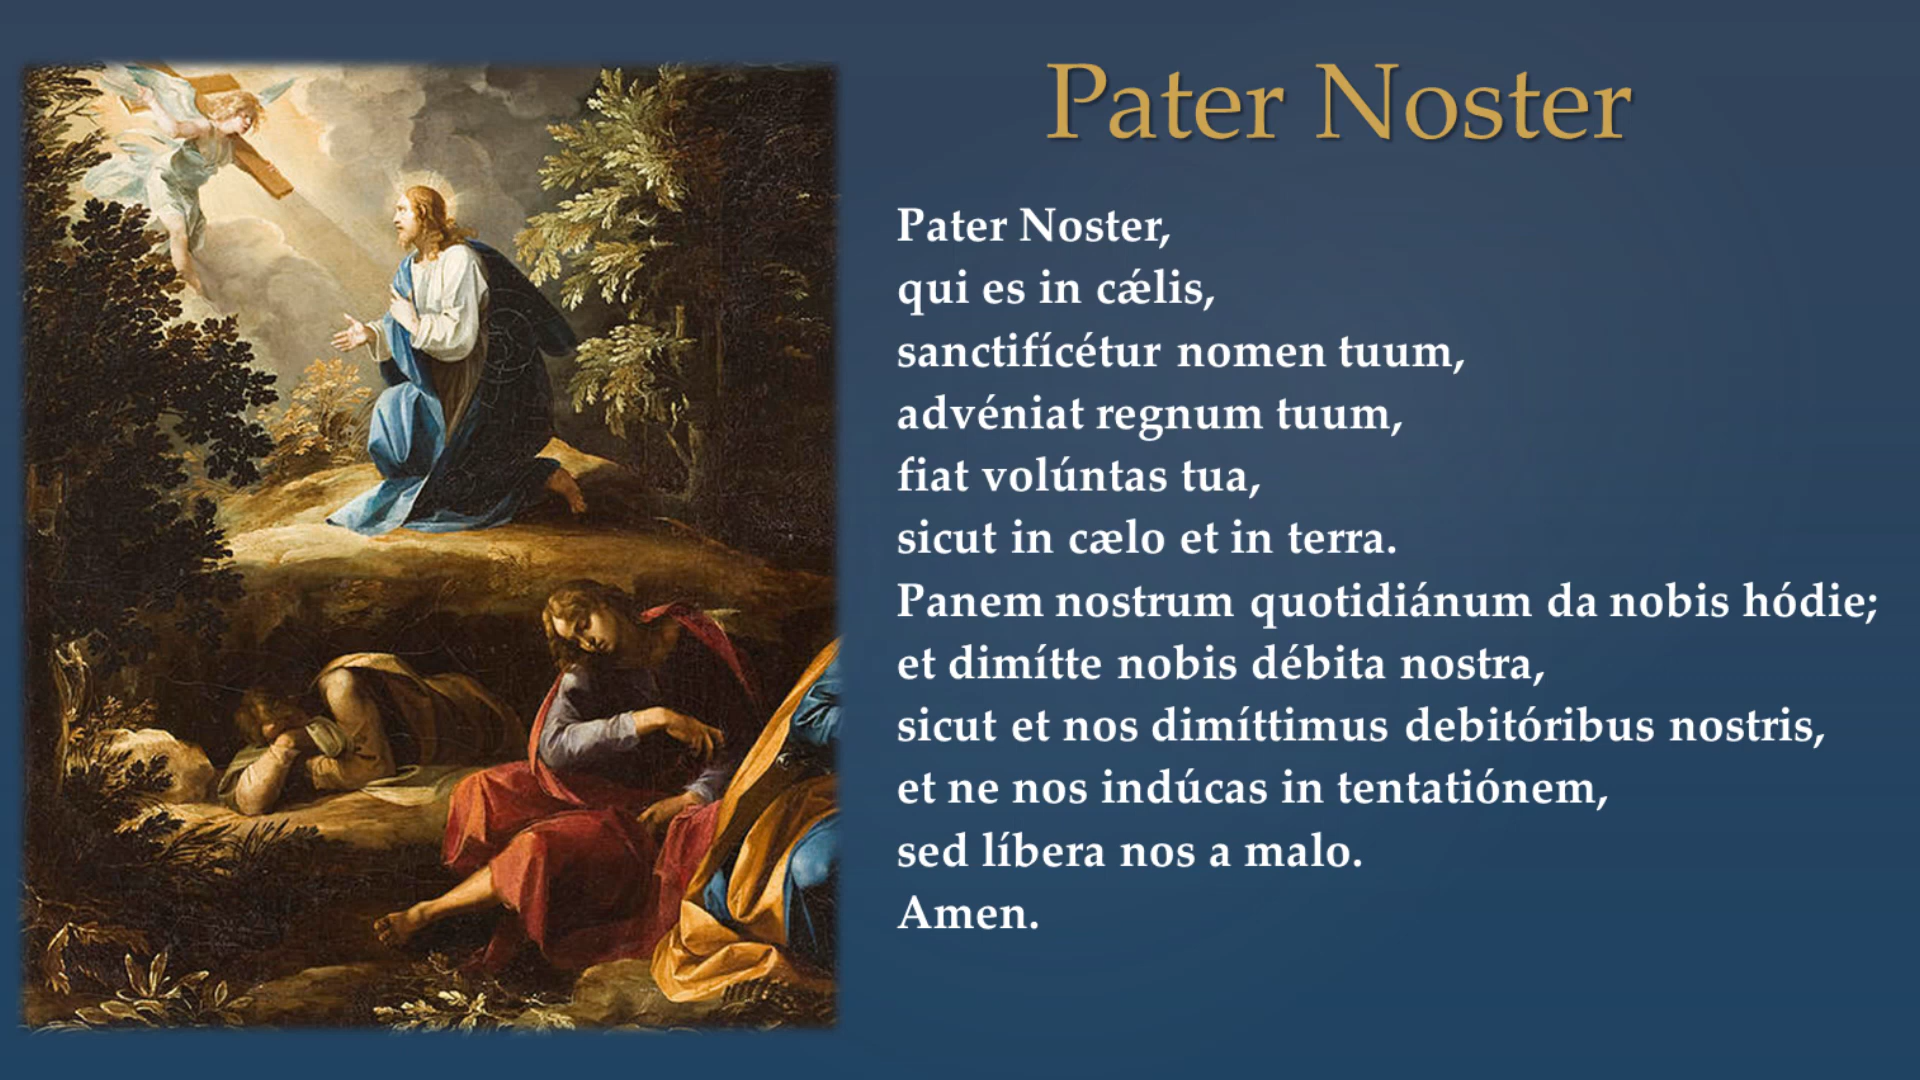 Pater Noster
Pater Noster,
qui es in cǽlis,
sanctifícétur nomen tuum,
advéniat regnum tuum,
fiat volúntas tua,
sicut in cælo et in terra.
Panem nostrum quotidiánum da nobis hódie;
et dimítte nobis débita nostra,
sicut et nos dimíttimus debitóribus nostris,
et ne nos indúcas in tentatiónem,
sed líbera nos a malo.
Amen.